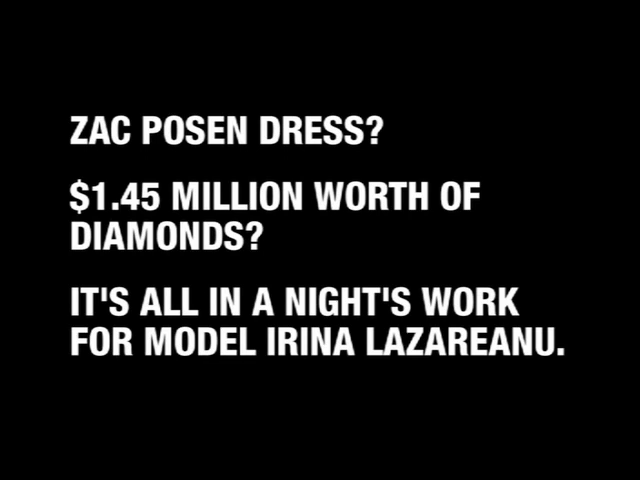 ZAC POSEN DRESS?
$1.45 MILLION WORTH OF
DIAMONDS?
IT'S ALL IN A NIGHT'S WORK
FOR MODEL IRINA LAZAREANU.